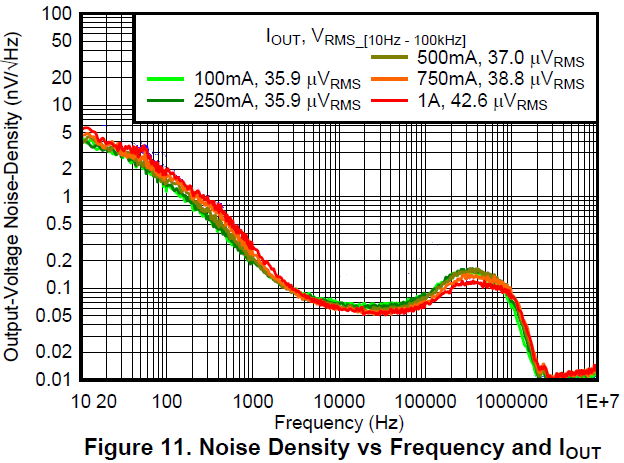 100
50
20
10
5
2
1
0.5
0.2
0.1
0.05
0.02
0.01
Output-Voltage Noise-Density (nV/√Hz)
IOUT, VRMS_[10Hz - 100kHz]
500mA, 37.0 μVRMS
100mA, 35.9 μVRMS
750mA, 38.8 μVRMS
250mA, 35.9 μVRMS
1A, 42.6 μVRMS
10 20 100 1000 10000 100000 1000000 1E+7
Frequency (Hz)
Figure 11. Noise Density vs Frequency and IOUT